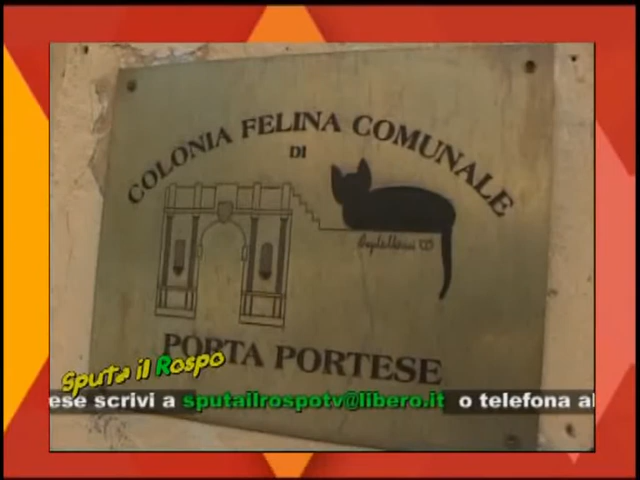 COLONIA FELINA COMUNALE
DI
PORTA PORTESE
Sputa il Rospo
ese scrivi a sputailrospotv@libero.it o telefona al